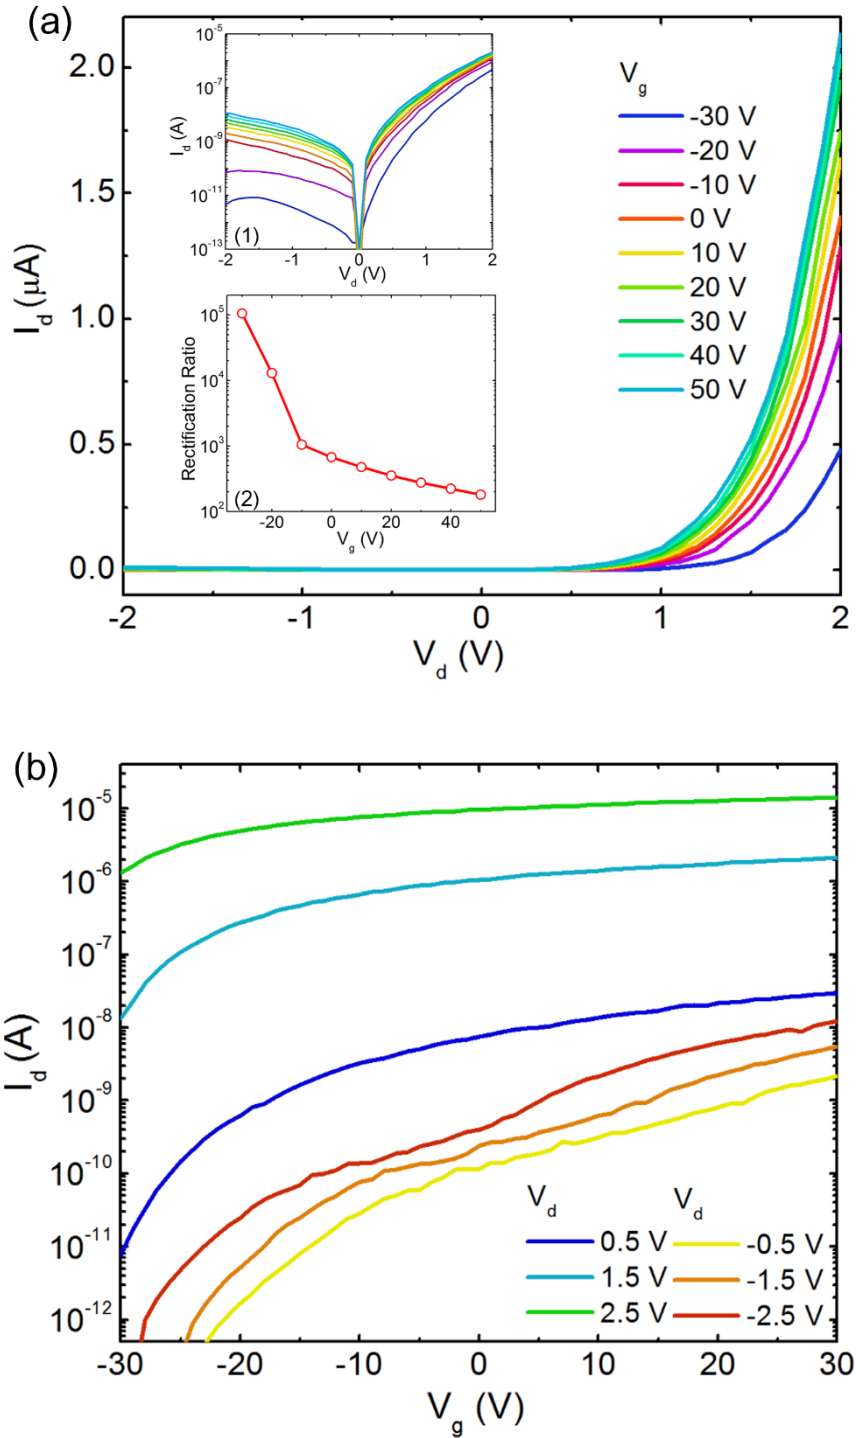 (a)
2.0
1.5
1.0
0.5
0.0
I_d (μA)
-2
-1
0
1
2
V_d (V)
V_g
-30 V
-20 V
-10 V
0 V
10 V
20 V
30 V
40 V
50 V
10^-5
10^-7
10^-9
10^-11
10^-13
I_d (A)
(1)
-2
-1
0
1
2
V_d (V)
10^5
10^4
10^3
10^2
Rectification Ratio
(2)
-20
0
20
40
V_g (V)
(b)
10^-5
10^-6
10^-7
10^-8
10^-9
10^-10
10^-11
10^-12
I_d (A)
V_d V_d
0.5 V -0.5 V
1.5 V -1.5 V
2.5 V -2.5 V
-30
-20
-10
0
10
20
30
V_g (V)